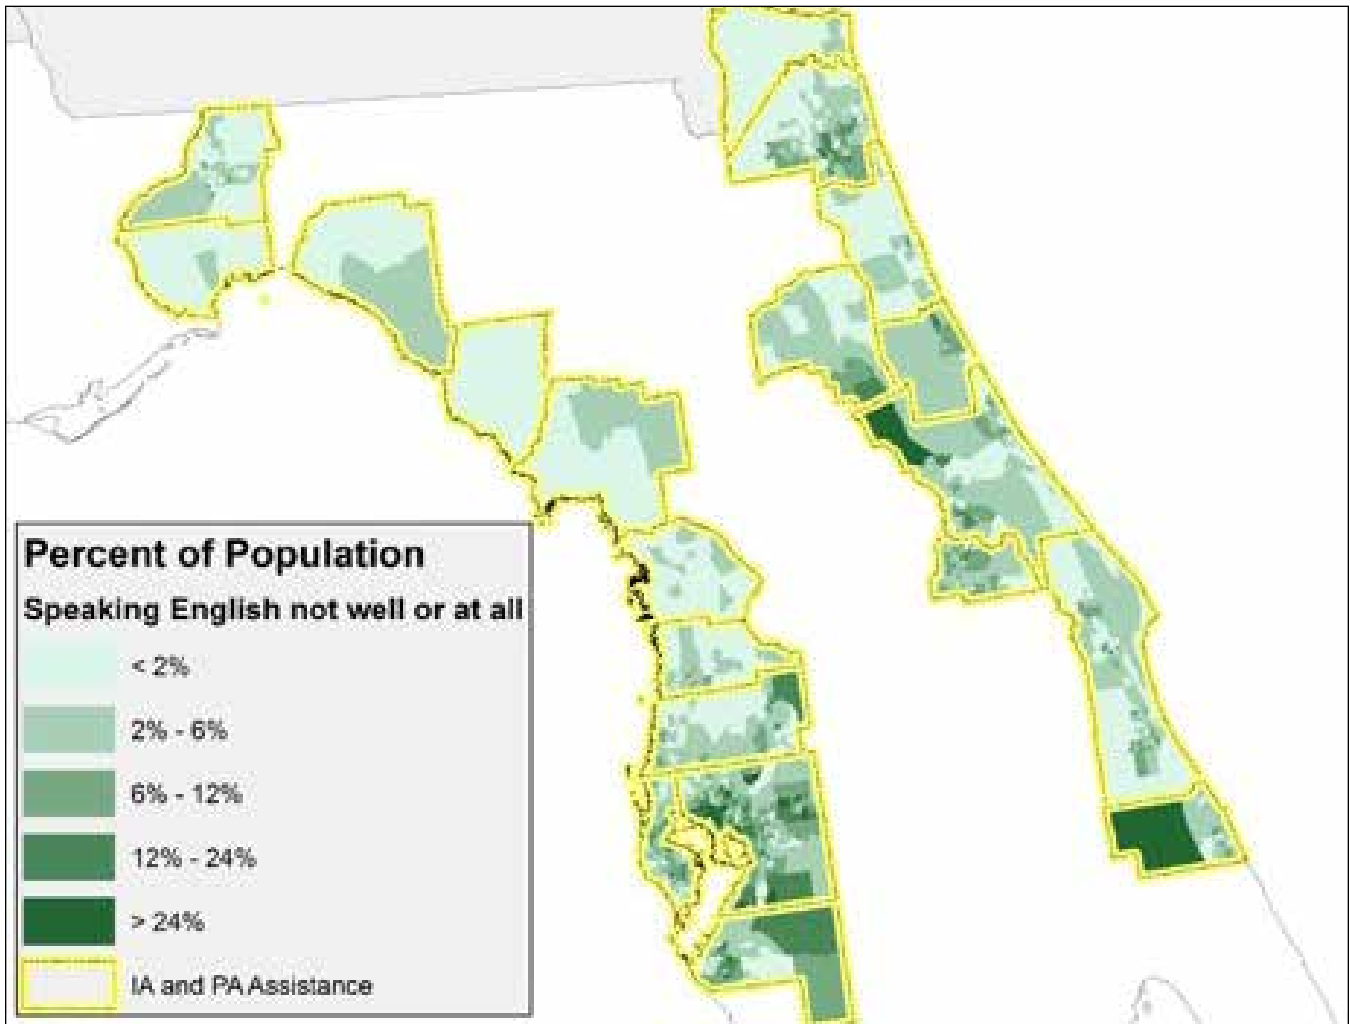 Percent of Population
Speaking English not well or at all
< 2%
2% - 6%
6% - 12%
12% - 24%
> 24%
IA and PA Assistance